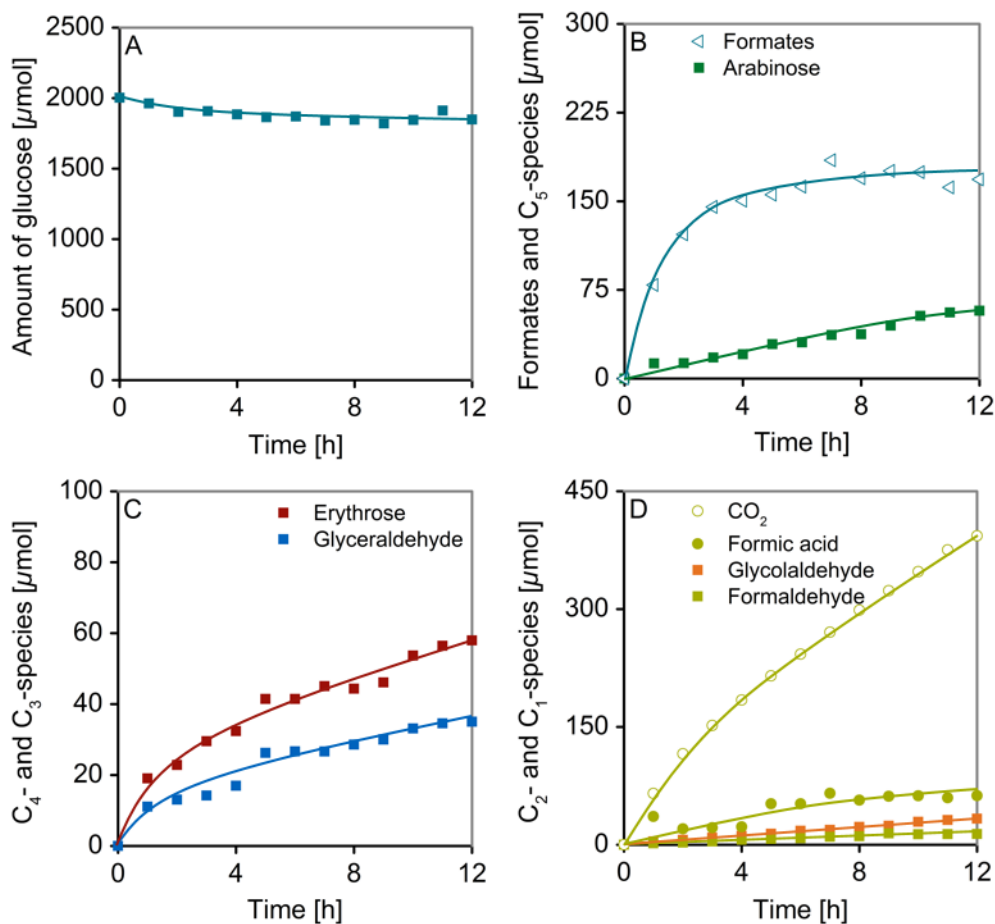 A
Amount of glucose [µmol]
2500
2000
1500
1000
500
0
0 4 8 12
Time [h]
B
Formates and C₅-species [µmol]
Formates
Arabinose
300
225
150
75
0
0 4 8 12
Time [h]
C
C₄- and C₃-species [µmol]
Erythrose
Glyceraldehyde
100
80
60
40
20
0
0 4 8 12
Time [h]
D
C₂- and C₁-species [µmol]
CO₂
Formic acid
Glycolaldehyde
Formaldehyde
450
300
150
0
0 4 8 12
Time [h]